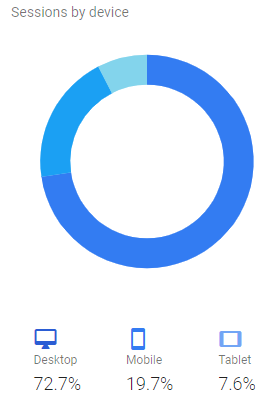 Sessions by device
Desktop Mobile Tablet
72.7% 19.7% 7.6%